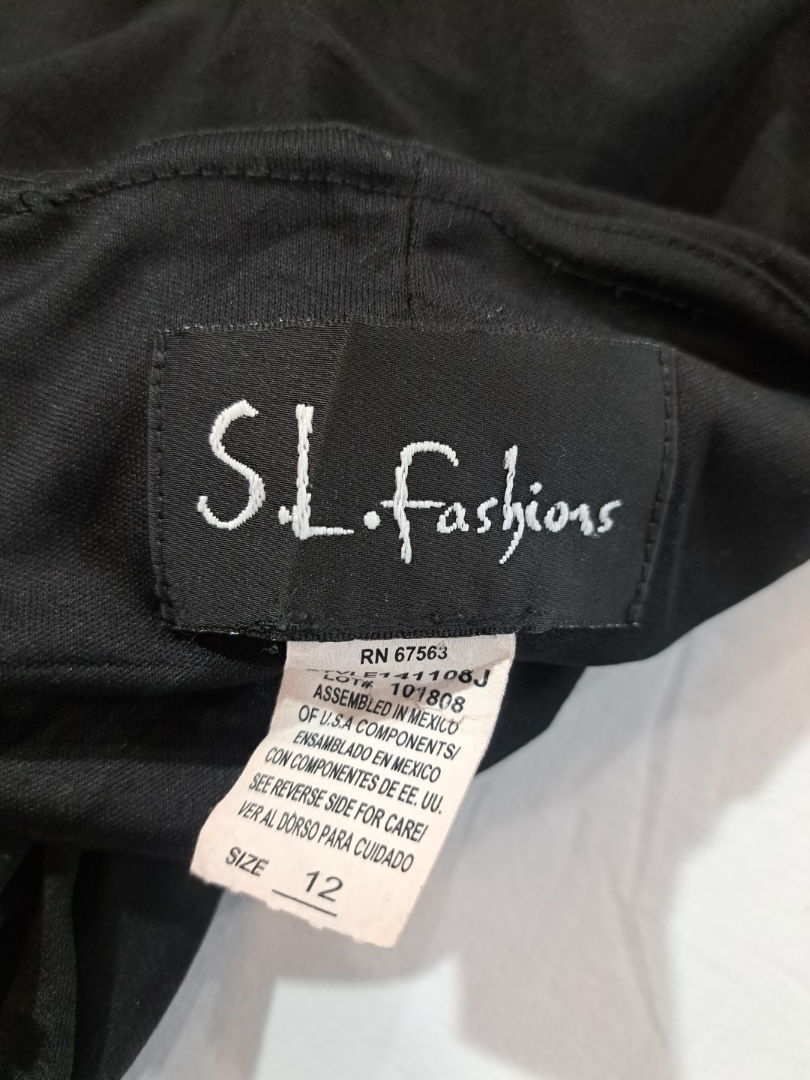 S.L. fashions
RN 67563
STYLE141108J
LOT# 101808
ASSEMBLED IN MEXICO
OF U.S.A COMPONENTS/
ENSAMBLADO EN MEXICO
CON COMPONENTES DE EE. UU.
SEE REVERSE SIDE FOR CARE/
VER AL DORSO PARA CUIDADO
SIZE 12